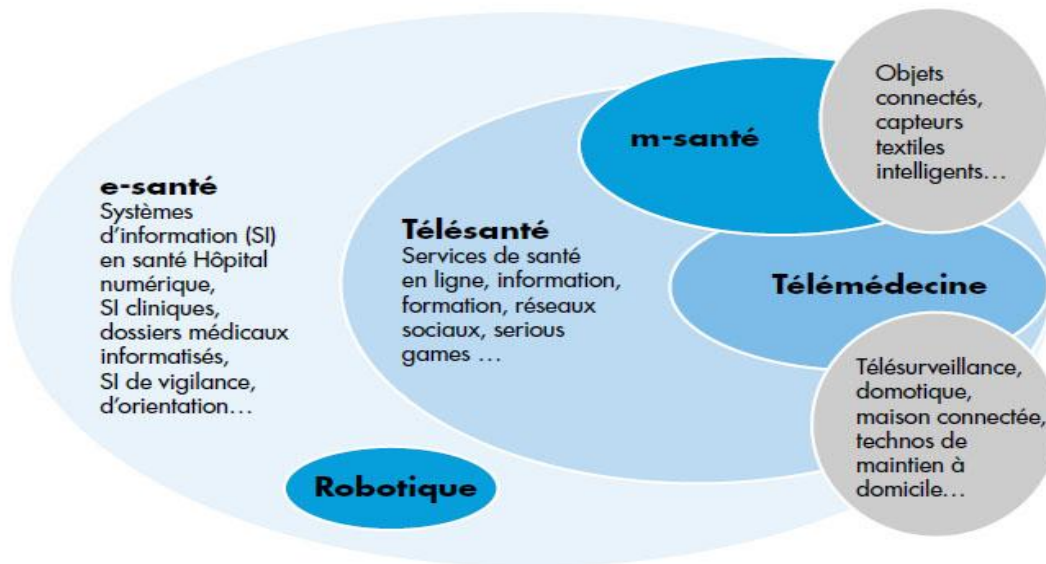 e-santé
Systèmes
d'information (SI)
en santé Hôpital
numérique,
SI cliniques,
dossiers médicaux
informatisés,
SI de vigilance,
d'orientation…
Télésanté
Services de santé
en ligne, information,
formation, réseaux
sociaux, serious
games …
m-santé
Objets
connectés,
capteurs
textiles
intelligents…
Télémédecine
Télésurveillance,
domotique,
maison connectée,
technos de
maintien à
domicile…
Robotique